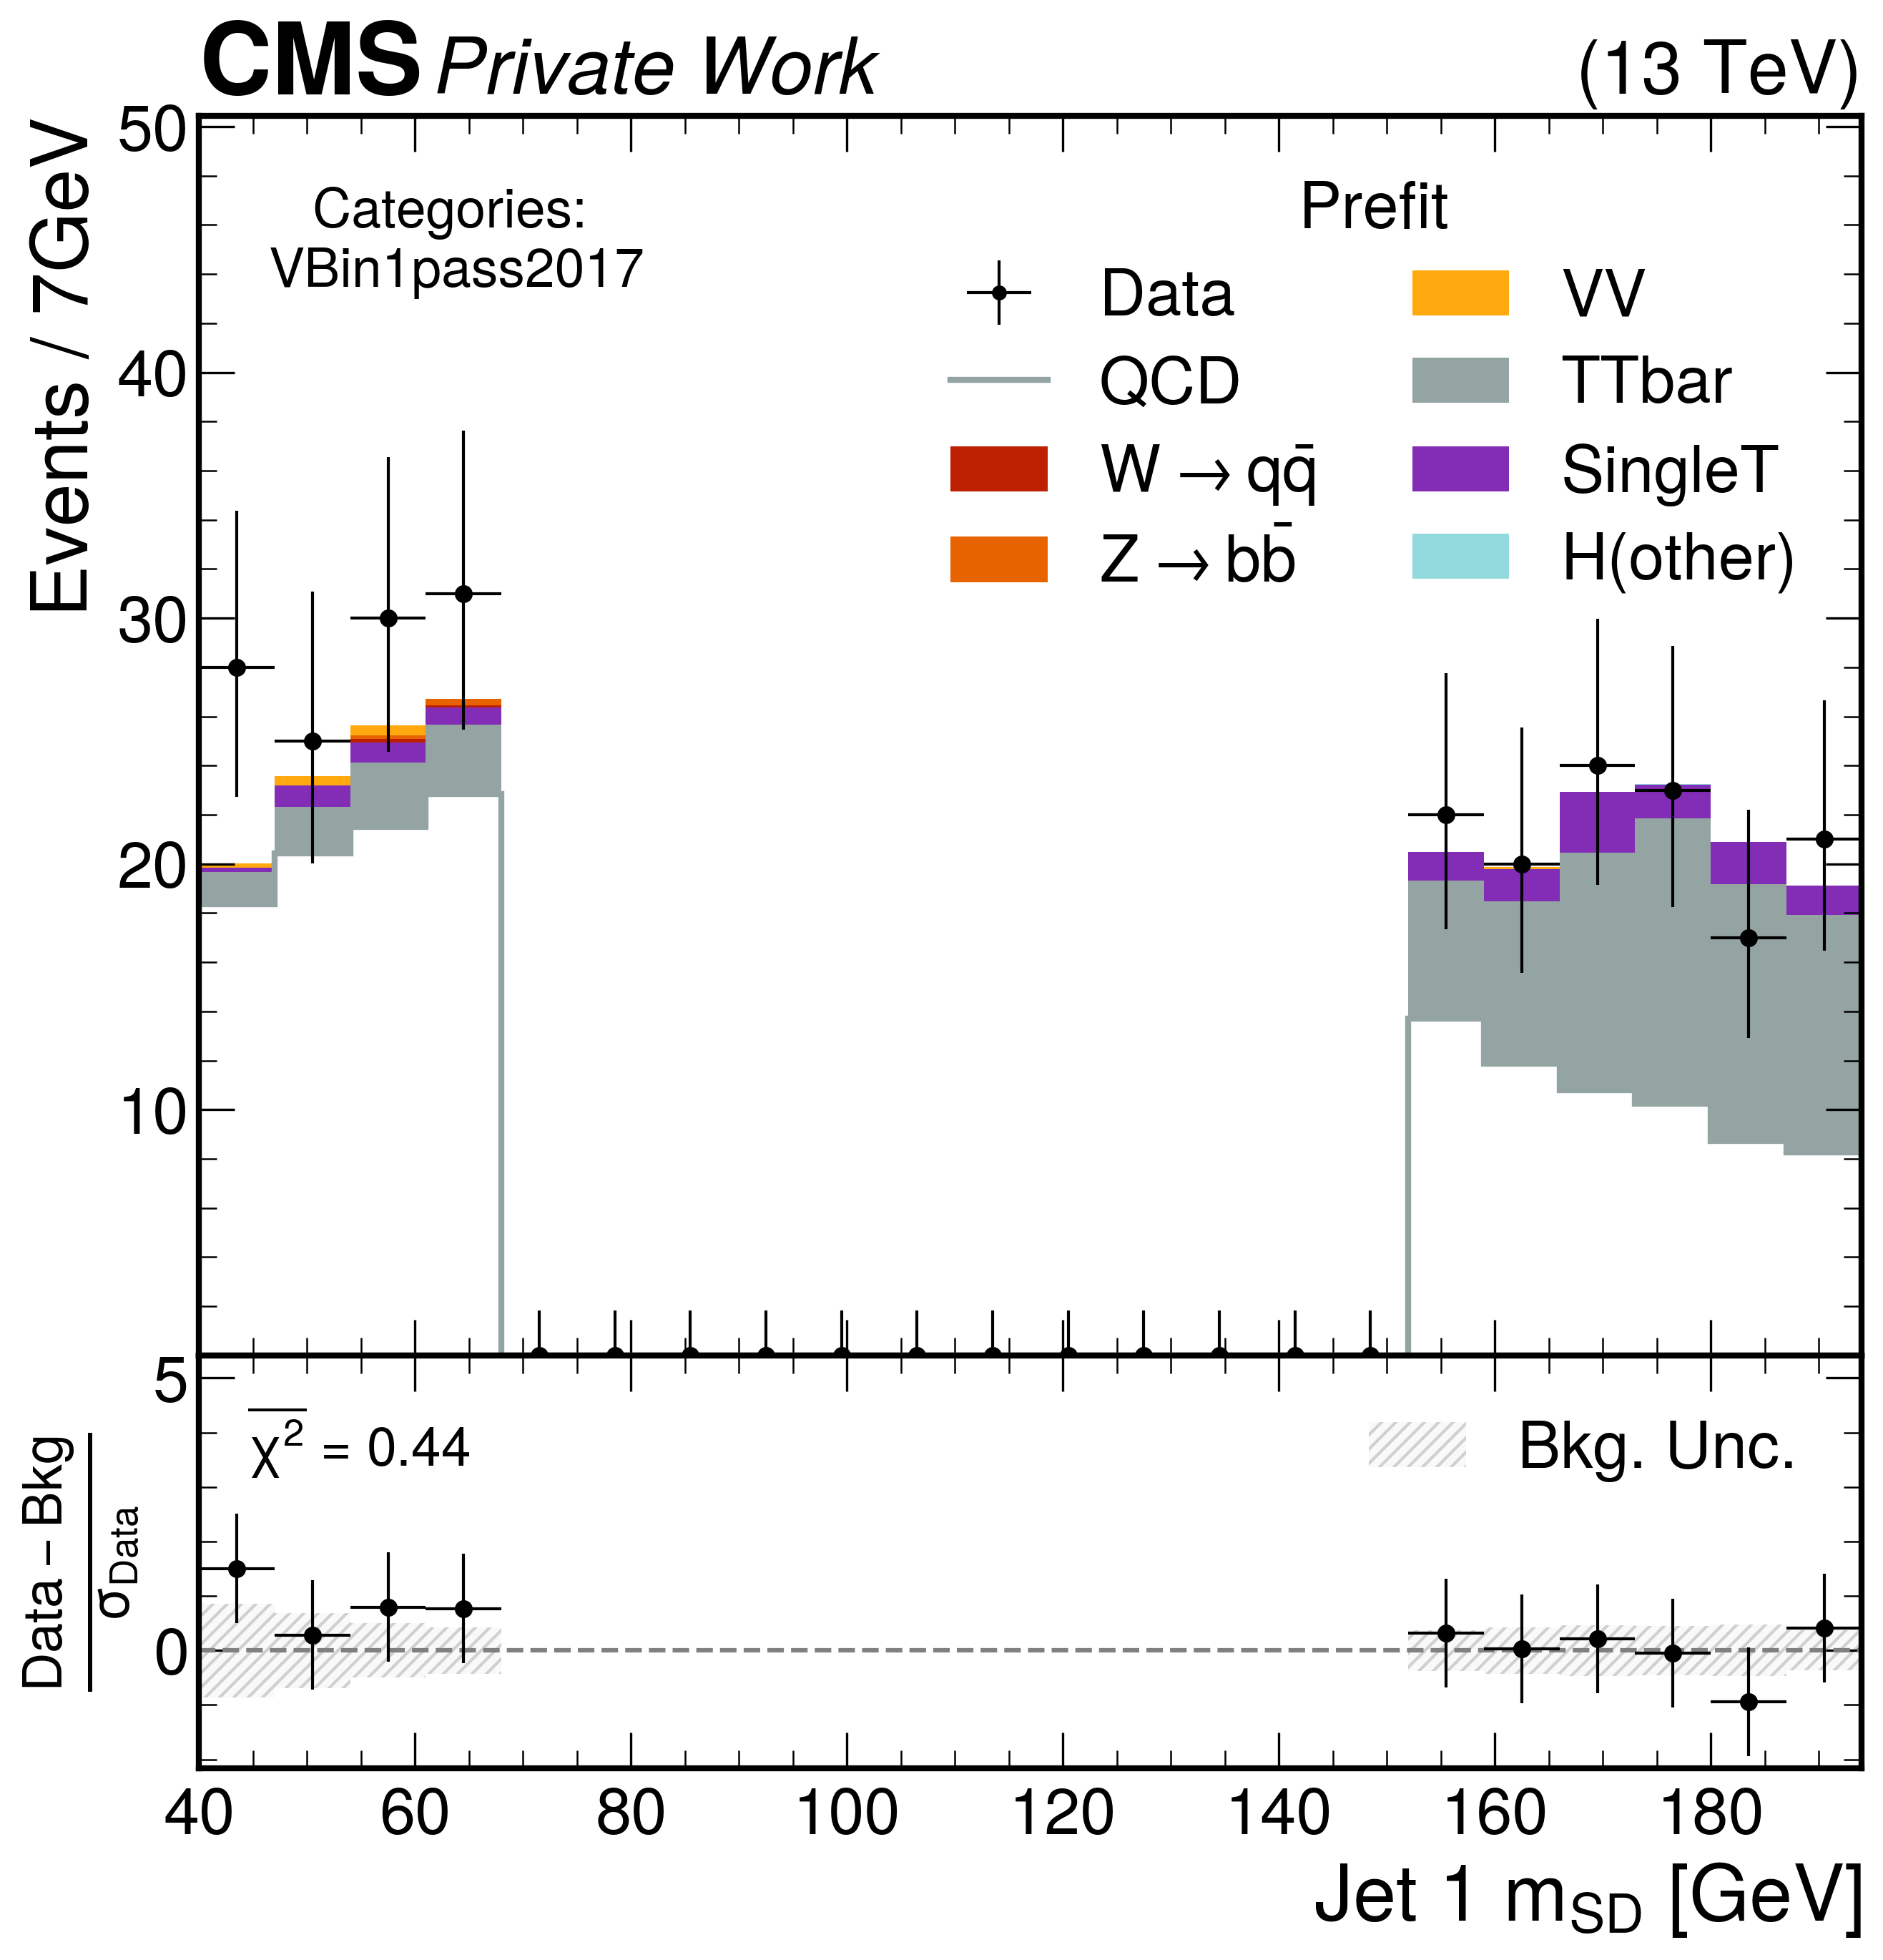 CMS Private Work (13 TeV)
Events / 7GeV
50
40
30
20
10
Categories:
VBin1pass2017
Prefit
Data
QCD
W → qq̄
Z → bb̄
VV
TTbar
SingleT
H(other)
Data − Bkg
σData
5
0
χ² = 0.44
Bkg. Unc.
40 60 80 100 120 140 160 180
Jet 1 mSD [GeV]